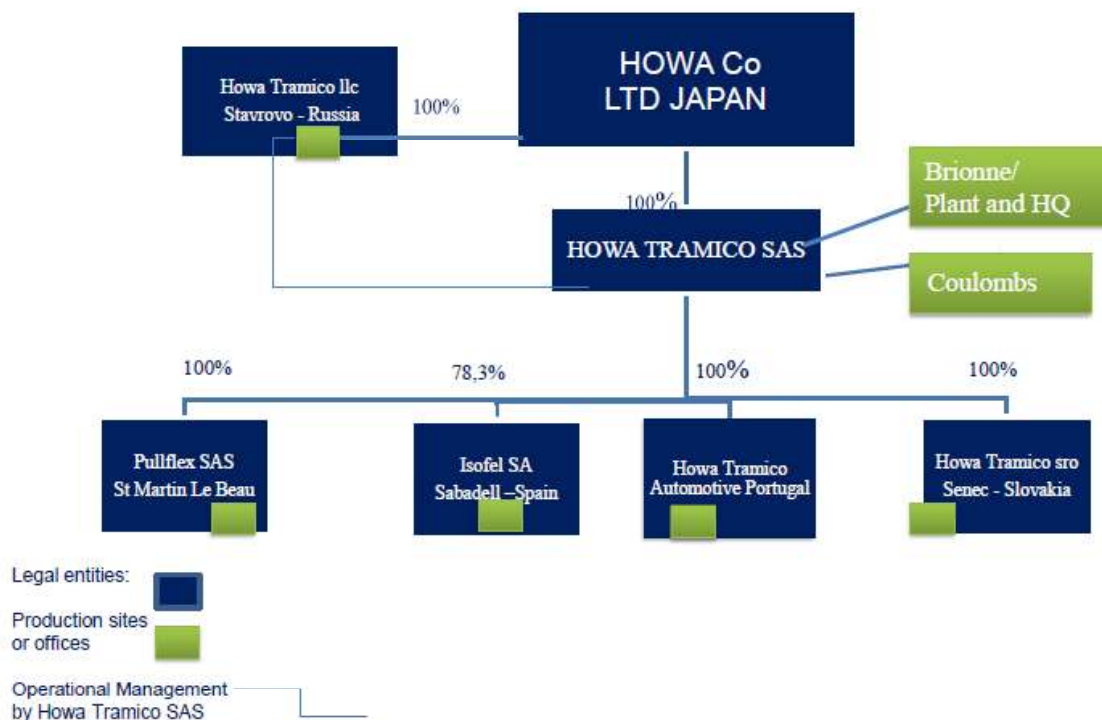 HOWA Co
LTD JAPAN
Howa Tramico llc
Stavrovo - Russia
100%
Brionne/
Plant and HQ
100%
HOWA TRAMICO SAS
Coulombs
100%
78,3%
100%
100%
Pullflex SAS
St Martin Le Beau
Isofel SA
Sabadell –Spain
Howa Tramico
Automotive Portugal
Howa Tramico sro
Senec - Slovakia
Legal entities:
Production sites
or offices
Operational Management
by Howa Tramico SAS